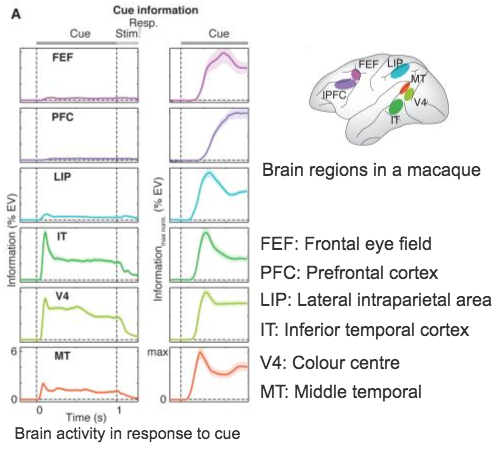 A
Cue information
Resp.
Cue
Stim.
Cue
FEF
PFC
LIP
IT
V4
MT
Information (% EV)
Information max norm. (% EV)
6
0
max
0
0
1
Time (s)
Brain activity in response to cue
FEF
LIP
MT
lPFC
V4
IT
Brain regions in a macaque
FEF: Frontal eye field
PFC: Prefrontal cortex
LIP: Lateral intraparietal area
IT: Inferior temporal cortex
V4: Colour centre
MT: Middle temporal